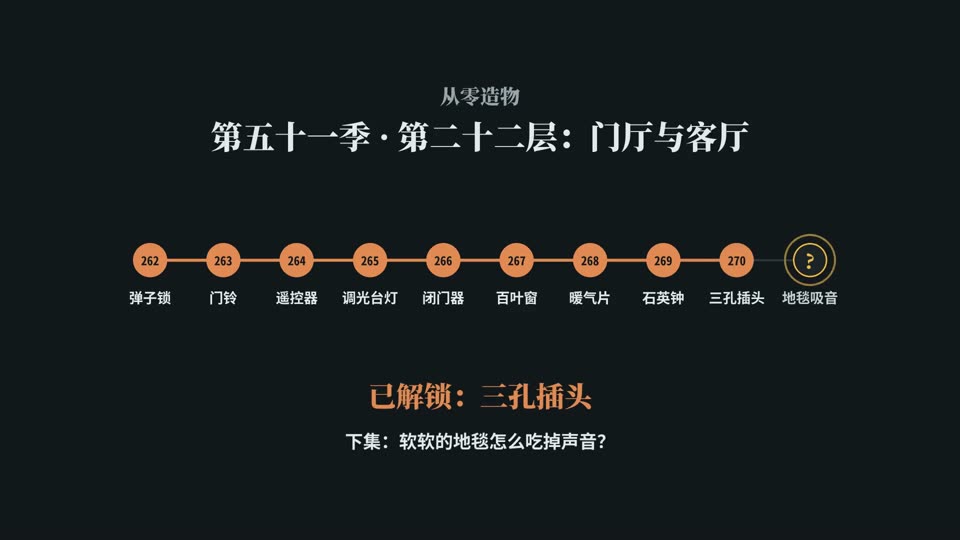 从零造物
第五十一季 · 第二十二层：门厅与客厅
262 263 264 265 266 267 268 269 270 ?
弹子锁 门铃 遥控器 调光台灯 闭门器 百叶窗 暖气片 石英钟 三孔插头 地毯吸音
已解锁：三孔插头
下集：软软的地毯怎么吃掉声音？